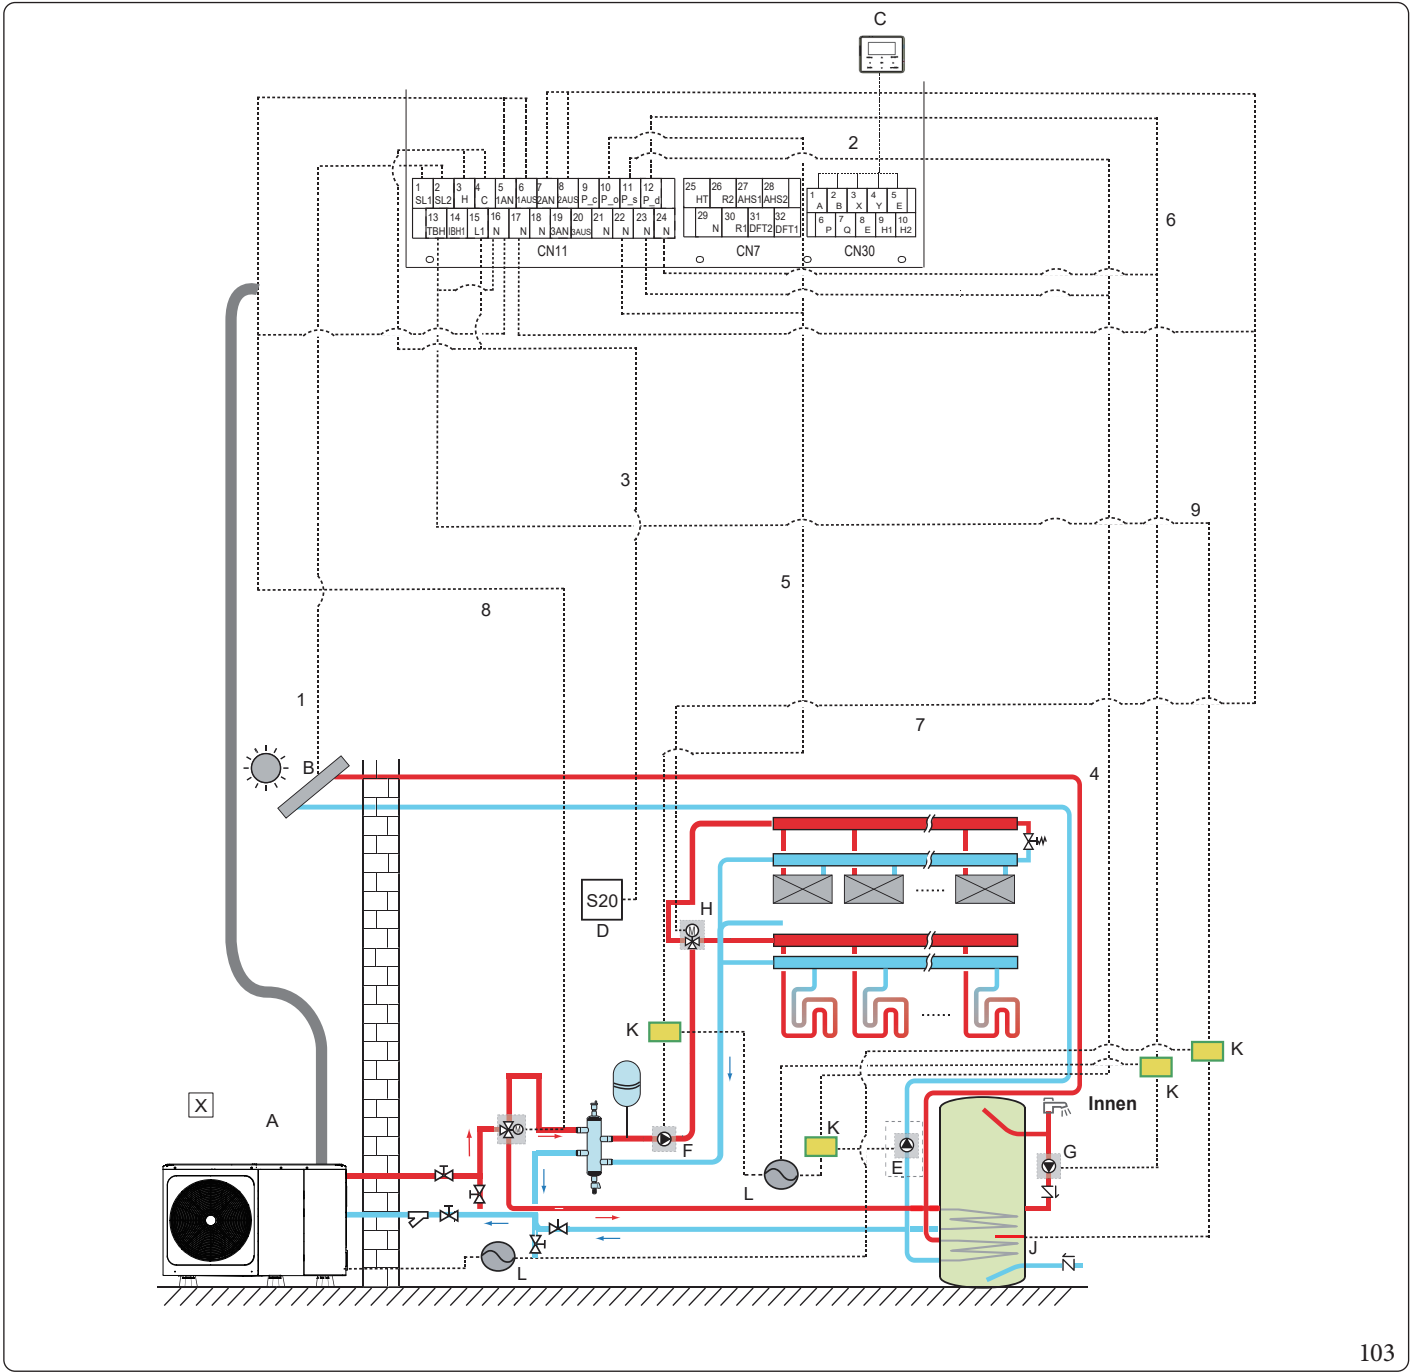 C
2
6
1 2 3 4 5 6 7 8 9 10 11 12
SL1 SL2 H C 1AN 1AUS 2AN 2AUS P_c P_o P_s P_d
13 14 15 16 17 18 19 20 21 22 23 24
TBH IBH1 L1 N N N 3AN 3AUS N N N N
CN11
25 26 27 28
HT R2 AHS1 AHS2
29 30 31 32
N R1 DFT2 DFT1
CN7
1 2 3 4 5
A B X Y E
6 7 8 9 10
P Q E H1 H2
CN30
3
9
5
8
1
7
B
4
S20
D
H
M
K
K
K
Innen
X
A
M
F
K
E
G
L
J
L
103